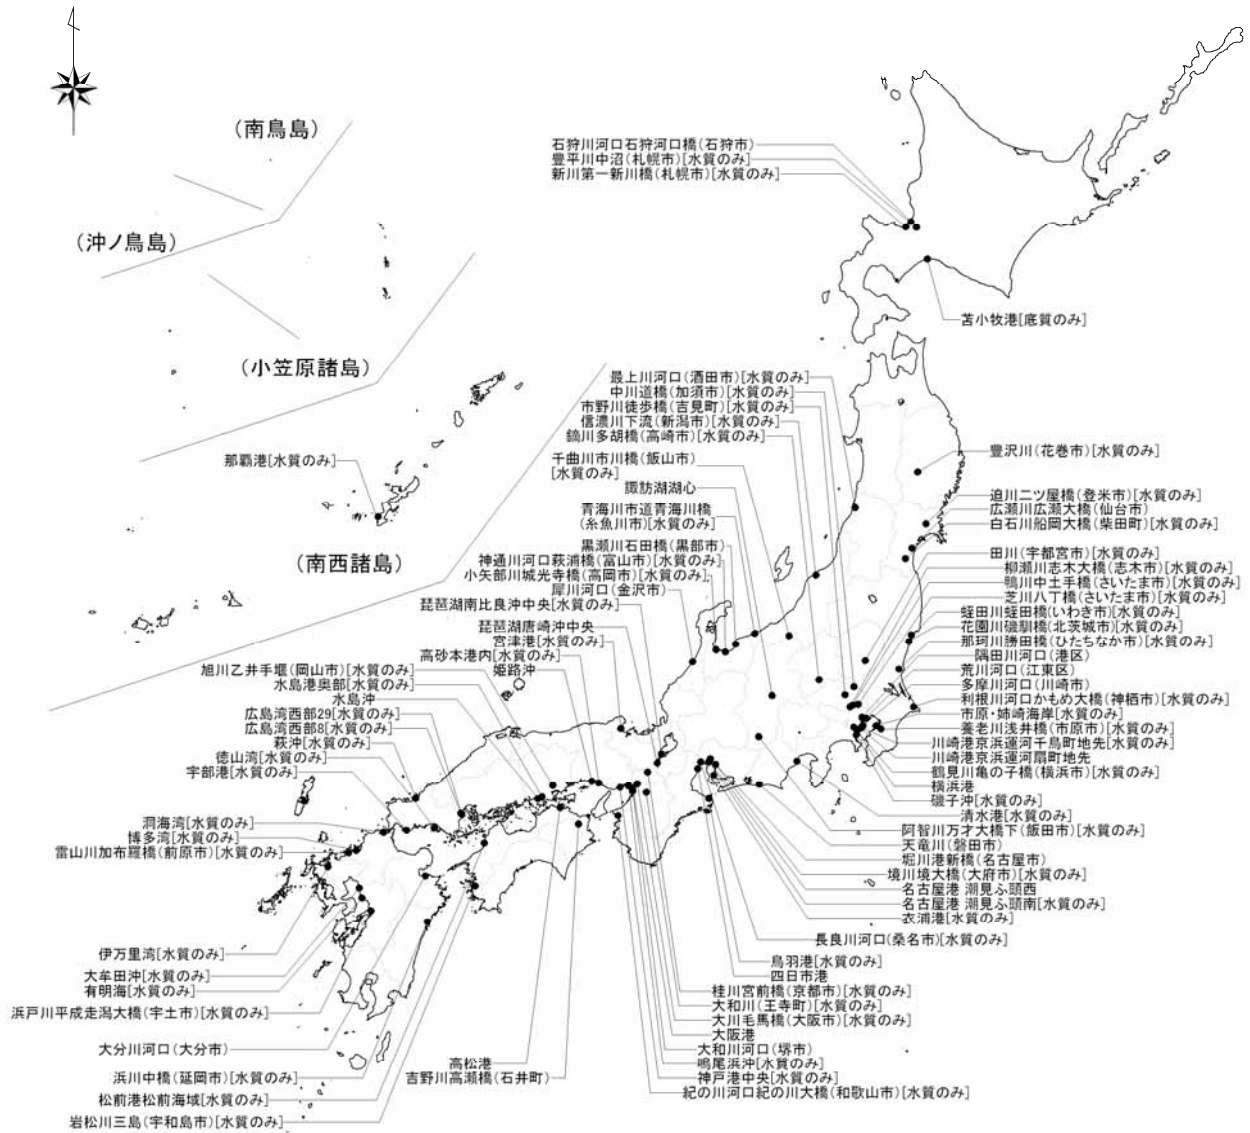 (南鳥島)
(沖ノ鳥島)
(小笠原諸島)
(南西諸島)
石狩川河口石狩河口橋(石狩市)
豊平川中沼(札幌市)[水質のみ]
新川第一新川橋(札幌市)[水質のみ]
苫小牧港[底質のみ]
最上川河口(酒田市)[水質のみ]
中川道橋(加須市)[水質のみ]
市野川徒歩橋(吉見町)[水質のみ]
信濃川下流(新潟市)[水質のみ]
鏑川多胡橋(高崎市)[水質のみ]
千曲川市川橋(飯山市)
[水質のみ]
諏訪湖湖心
青海川市道青海川橋
(糸魚川市)[水質のみ]
黒瀬川石田橋(黒部市)
神通川河口萩浦橋(富山市)[水質のみ]
小矢部川城光寺橋(高岡市)[水質のみ]
犀川河口(金沢市)
琵琶湖南比良沖中央[水質のみ]
琵琶湖唐崎沖中央
宮津港[水質のみ]
高砂本港内[水質のみ]
姫路沖
旭川乙井手堰(岡山市)[水質のみ]
水島港奥部[水質のみ]
水島沖
広島湾西部29[水質のみ]
広島湾西部8[水質のみ]
萩沖[水質のみ]
徳山湾[水質のみ]
宇部港[水質のみ]
洞海湾[水質のみ]
博多湾[水質のみ]
雷山川加布羅橋(前原市)[水質のみ]
那覇港[水質のみ]
豊沢川(花巻市)[水質のみ]
迫川二ツ屋橋(登米市)[水質のみ]
広瀬川広瀬大橋(仙台市)
白石川船岡大橋(柴田町)[水質のみ]
田川(宇都宮市)[水質のみ]
柳瀬川志木大橋(志木市)[水質のみ]
鴨川中土手橋(さいたま市)[水質のみ]
芝川八丁橋(さいたま市)[水質のみ]
蛭田川蛭田橋(いわき市)[水質のみ]
花園川磯馴橋(北茨城市)[水質のみ]
那珂川勝田橋(ひたちなか市)[水質のみ]
隅田川河口(港区)
荒川河口(江東区)
多摩川河口(川崎市)
利根川河口かもめ大橋(神栖市)[水質のみ]
市原・姉崎海岸[水質のみ]
養老川浅井橋(市原市)[水質のみ]
川崎港京浜運河千鳥町地先[水質のみ]
川崎港京浜運河扇町地先
鶴見川亀の子橋(横浜市)[水質のみ]
横浜港
磯子沖[水質のみ]
清水港[水質のみ]
阿智川万才大橋下(飯田市)[水質のみ]
天竜川(磐田市)
堀川港新橋(名古屋市)
境川境大橋(大府市)[水質のみ]
名古屋港 潮見ふ頭西
名古屋港 潮見ふ頭南[水質のみ]
衣浦港[水質のみ]
長良川河口(桑名市)[水質のみ]
鳥羽港[水質のみ]
四日市港
桂川宮前橋(京都市)[水質のみ]
大和川(王寺町)[水質のみ]
大川毛馬橋(大阪市)[水質のみ]
大阪港
大和川河口(堺市)
鳴尾浜沖[水質のみ]
神戸港中央[水質のみ]
紀の川河口紀の川大橋(和歌山市)[水質のみ]
伊万里湾[水質のみ]
大牟田沖[水質のみ]
有明海[水質のみ]
浜戸川平成走潟大橋(宇土市)[水質のみ]
大分川河口(大分市)
浜川中橋(延岡市)[水質のみ]
松前港松前海域[水質のみ]
岩松川三島(宇和島市)[水質のみ]
高松港
吉野川高瀬橋(石井町)